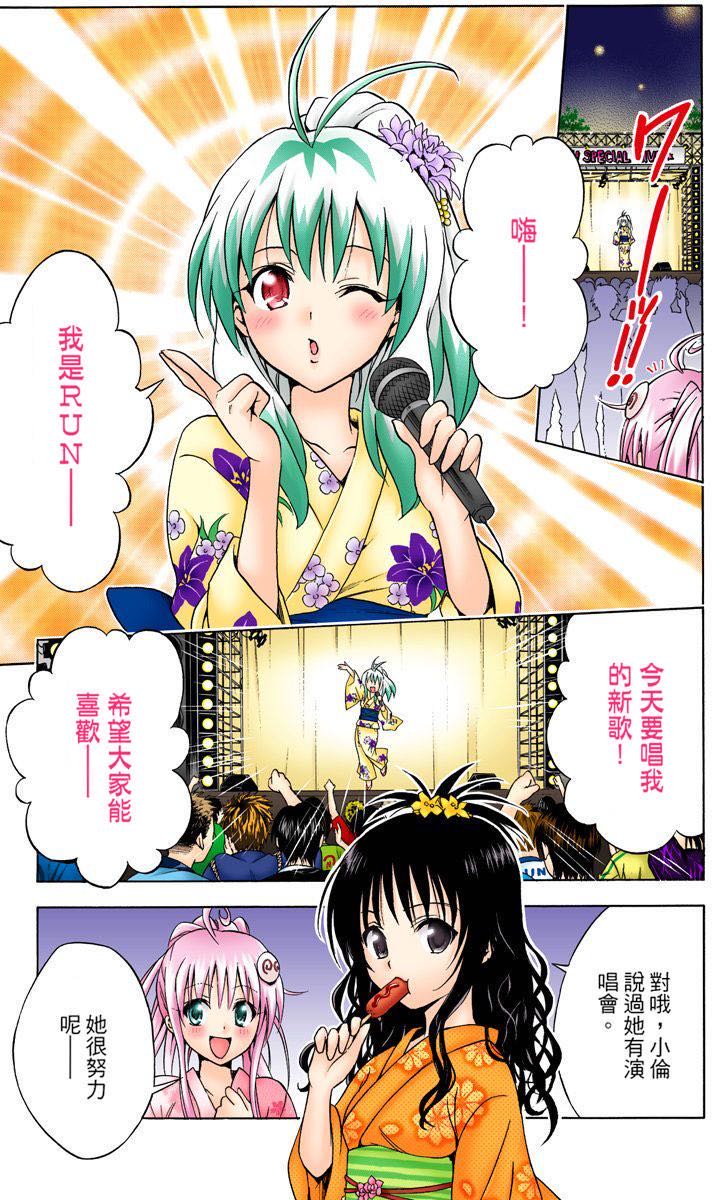 SPECIAL LIVE
ワーー!!
嗨——！
我是RUN——
今天要唱我
的新歌！
希望大家能
喜歡——
UN
對哦，小倫
說過她有演
唱會。
她很努力
呢——